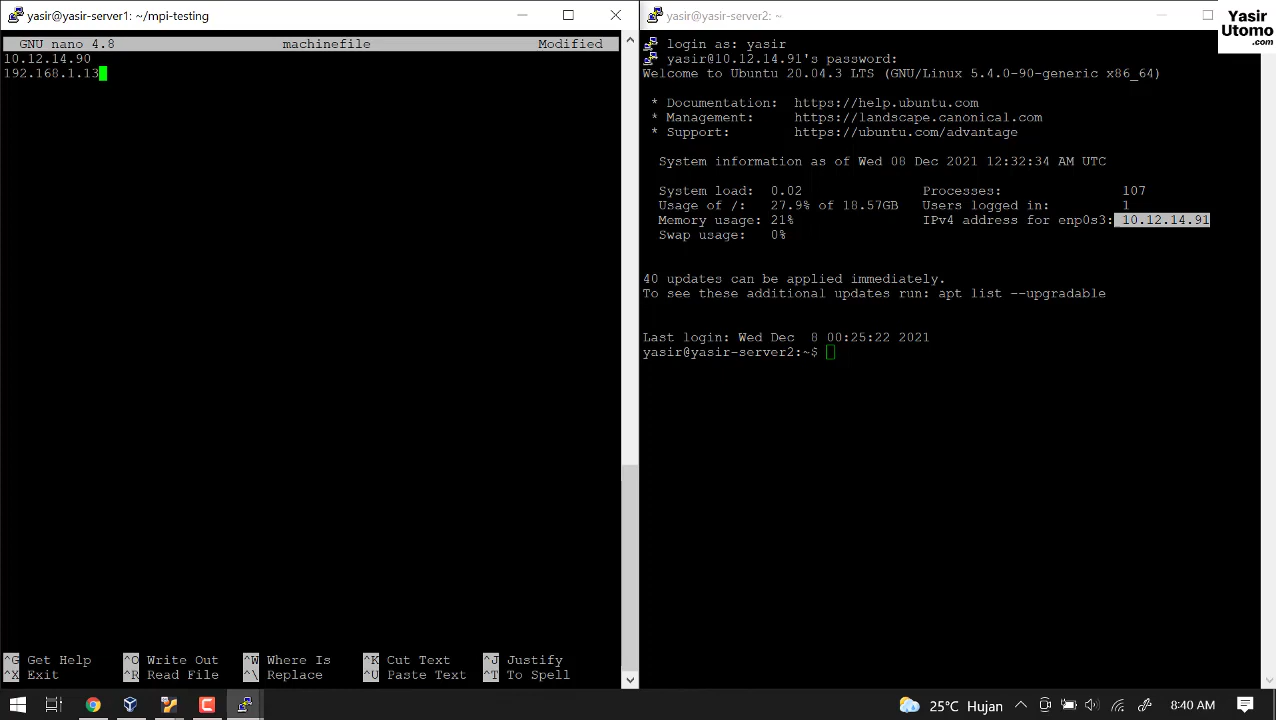 yasir@yasir-server1: ~/mpi-testing
GNU nano 4.8 machinefile Modified
10.12.14.90
192.168.1.13
^G Get Help ^O Write Out ^W Where Is ^K Cut Text ^J Justify
^X Exit ^R Read File ^\ Replace ^U Paste Text ^T To Spell
yasir@yasir-server2: ~
login as: yasir
yasir@10.12.14.91's password:
Welcome to Ubuntu 20.04.3 LTS (GNU/Linux 5.4.0-90-generic x86_64)
* Documentation: https://help.ubuntu.com
* Management: https://landscape.canonical.com
* Support: https://ubuntu.com/advantage
System information as of Wed 08 Dec 2021 12:32:34 AM UTC
System load: 0.02 Processes: 107
Usage of /: 27.9% of 18.57GB Users logged in: 1
Memory usage: 21% IPv4 address for enp0s3: 10.12.14.91
Swap usage: 0%
40 updates can be applied immediately.
To see these additional updates run: apt list --upgradable
Last login: Wed Dec 8 00:25:22 2021
yasir@yasir-server2:~$
Yasir
Utomo
.com
25°C Hujan 8:40 AM